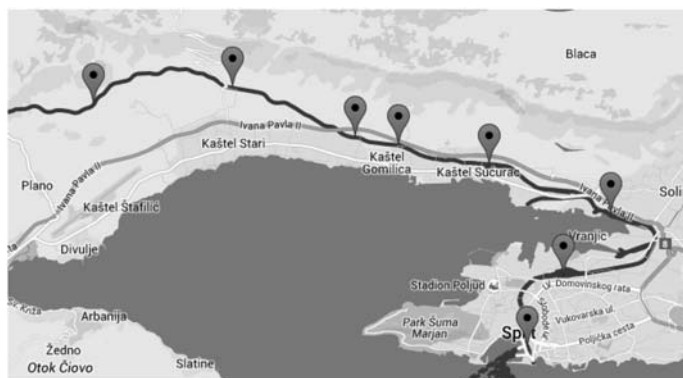 Blaca
Ivana Pavla II
Kaštel Stari
Kaštel
Gomilica
Kaštel Sućurac
Ivana Pavla II
Plano
Ivana Pavla II
Kaštel Štafilić
Divulje
Vranjic
Stadion Poljud
Ul. Domovinskog rata
Vukovarska ul.
Poljička cesta
Park Šuma
Marjan
Split
Arbanija
Žedno
Otok Čiovo
Slatine
8